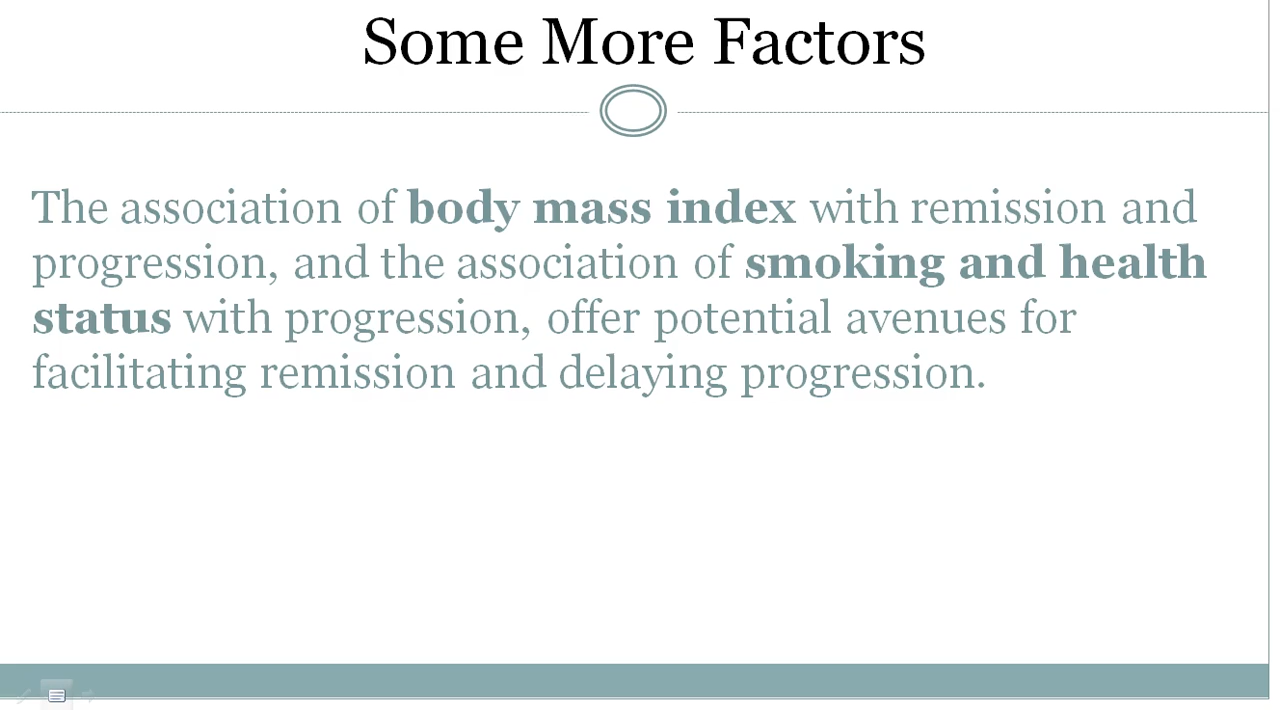 Some More Factors
The association of body mass index with remission and
progression, and the association of smoking and health
status with progression, offer potential avenues for
facilitating remission and delaying progression.